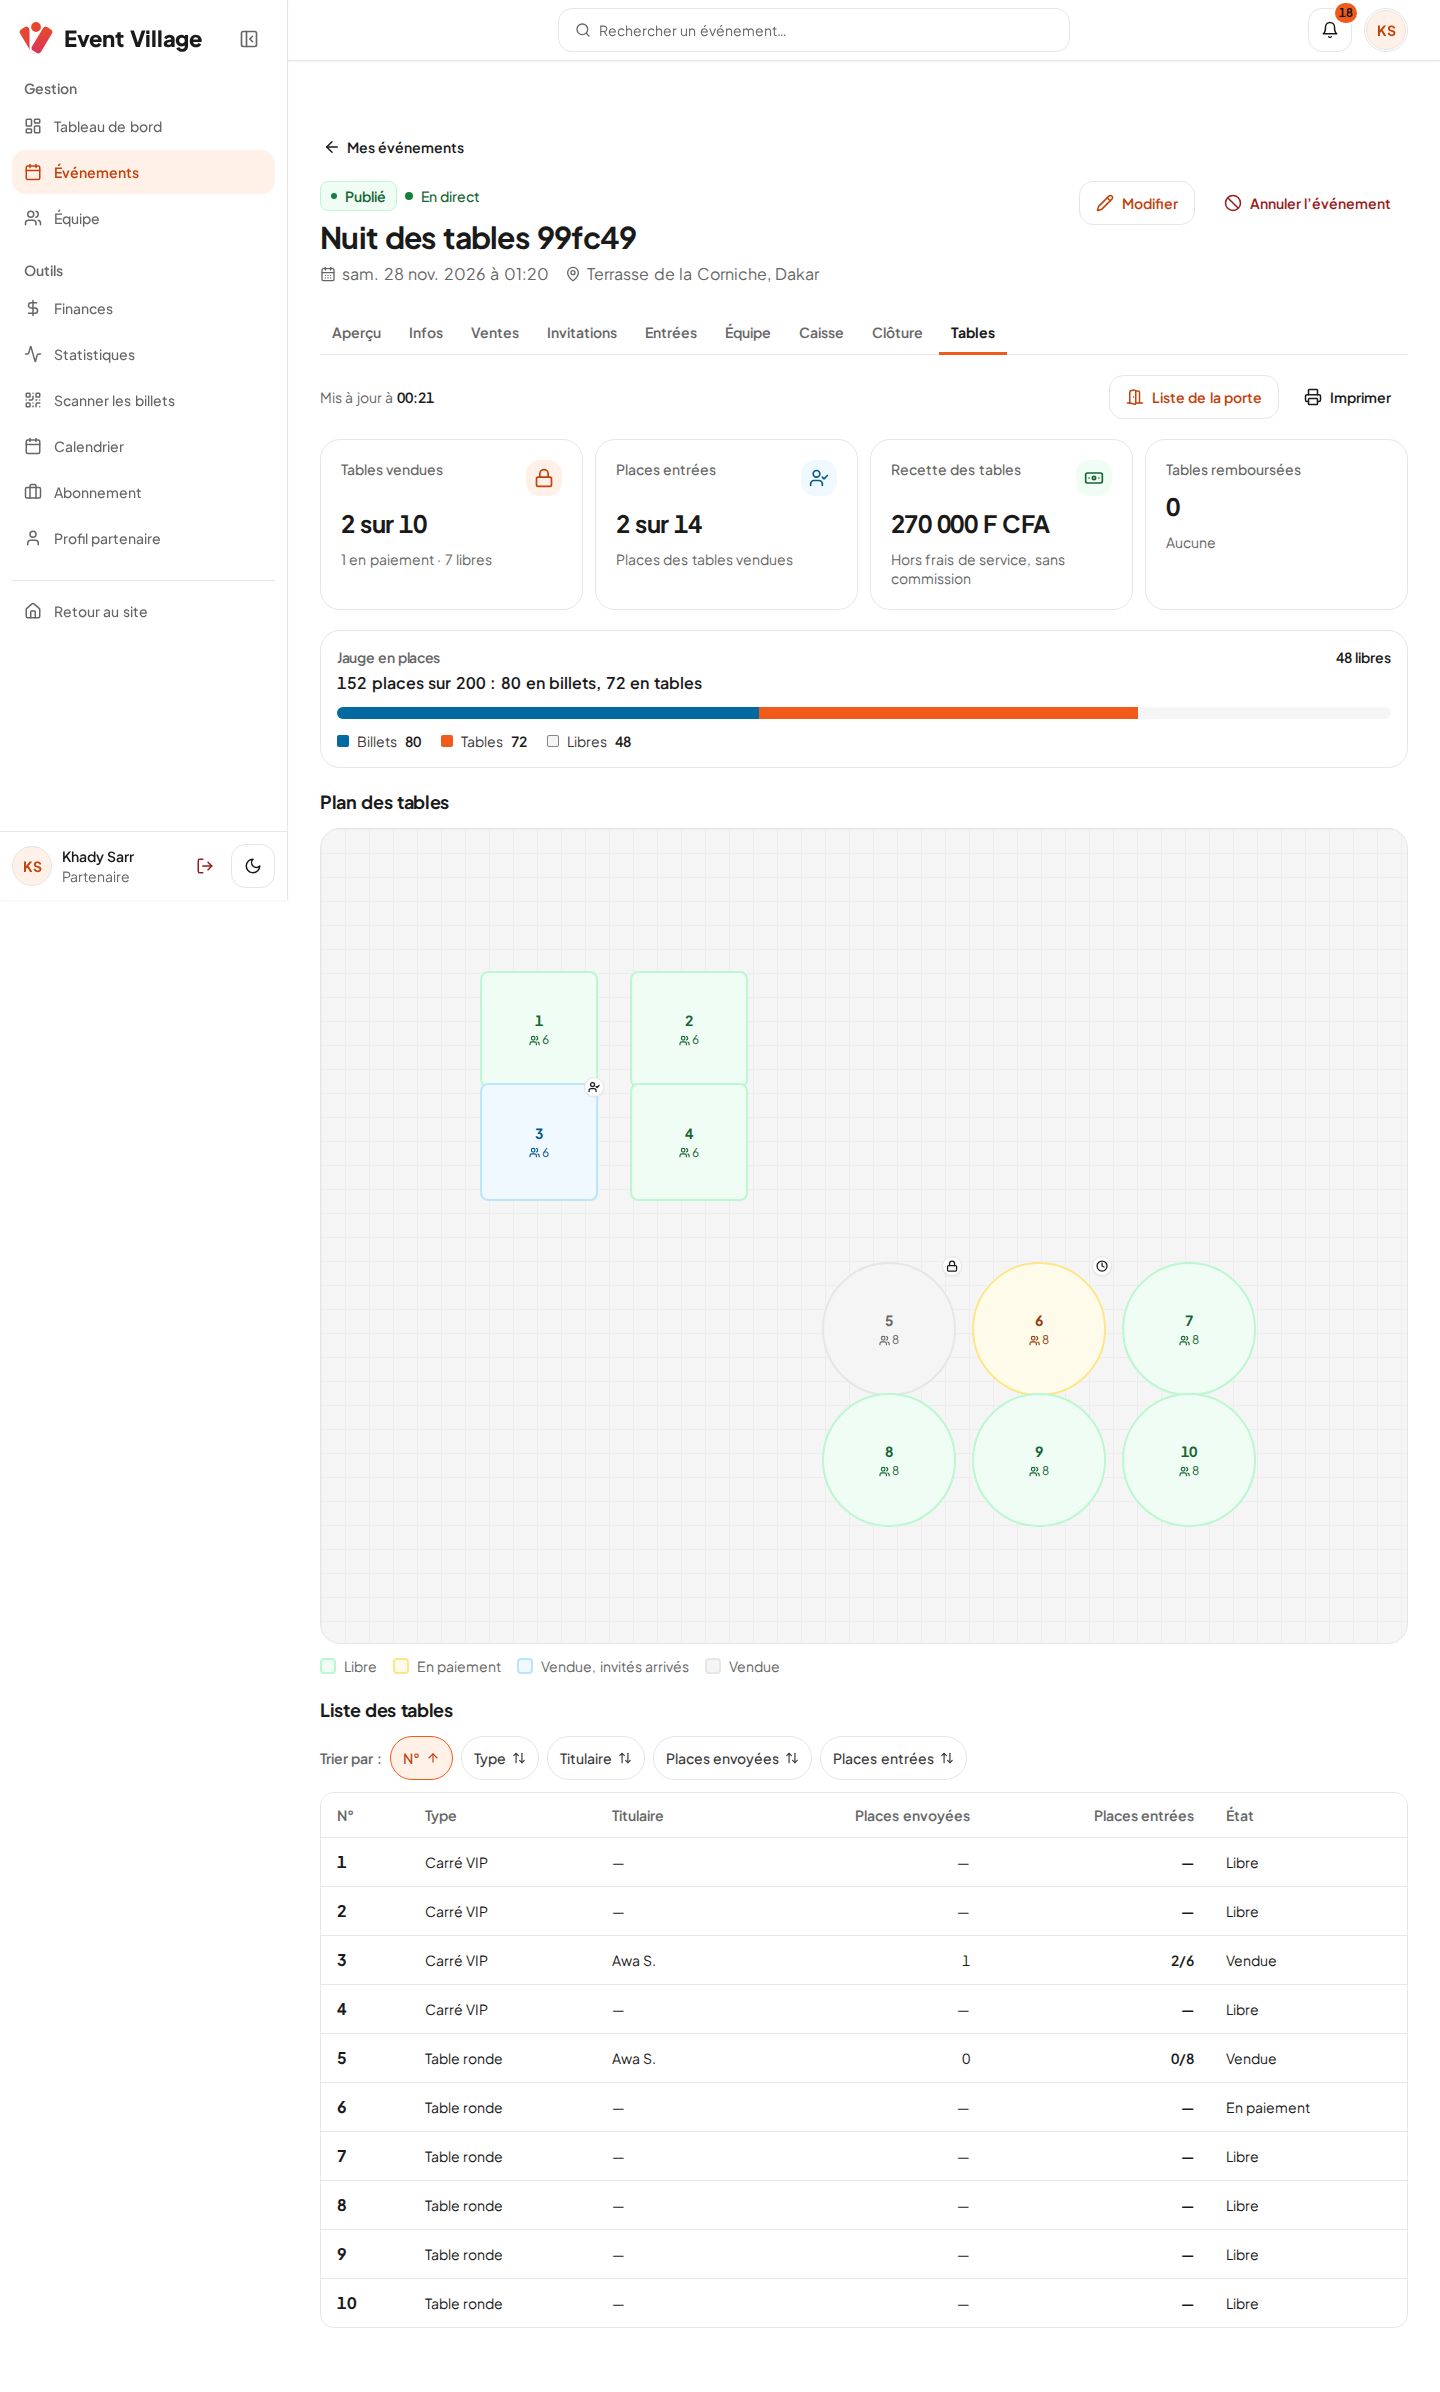 Event Village
Gestion
Tableau de bord
Événements
Équipe
Outils
Finances
Statistiques
Scanner les billets
Calendrier
Abonnement
Profil partenaire
Retour au site
KS
Khady Sarr
Partenaire
Rechercher un événement…
18
KS
Mes événements
Publié
En direct
Modifier
Annuler l'événement
Nuit des tables 99fc49
sam. 28 nov. 2026 à 01:20
Terrasse de la Corniche, Dakar
Aperçu
Infos
Ventes
Invitations
Entrées
Équipe
Caisse
Clôture
Tables
Mis à jour à 00:21
Liste de la porte
Imprimer
Tables vendues
2 sur 10
1 en paiement · 7 libres
Places entrées
2 sur 14
Places des tables vendues
Recette des tables
270 000 F CFA
Hors frais de service, sans
commission
Tables remboursées
0
Aucune
Jauge en places
48 libres
152 places sur 200 : 80 en billets, 72 en tables
Billets 80
Tables 72
Libres 48
Plan des tables
1
6
2
6
3
6
4
6
5
8
6
8
7
8
8
8
9
8
10
8
Libre
En paiement
Vendue, invités arrivés
Vendue
Liste des tables
Trier par :
N°
Type
Titulaire
Places envoyées
Places entrées
N° Type Titulaire Places envoyées Places entrées État
1 Carré VIP — — — Libre
2 Carré VIP — — — Libre
3 Carré VIP Awa S. 1 2/6 Vendue
4 Carré VIP — — — Libre
5 Table ronde Awa S. 0 0/8 Vendue
6 Table ronde — — — En paiement
7 Table ronde — — — Libre
8 Table ronde — — — Libre
9 Table ronde — — — Libre
10 Table ronde — — — Libre